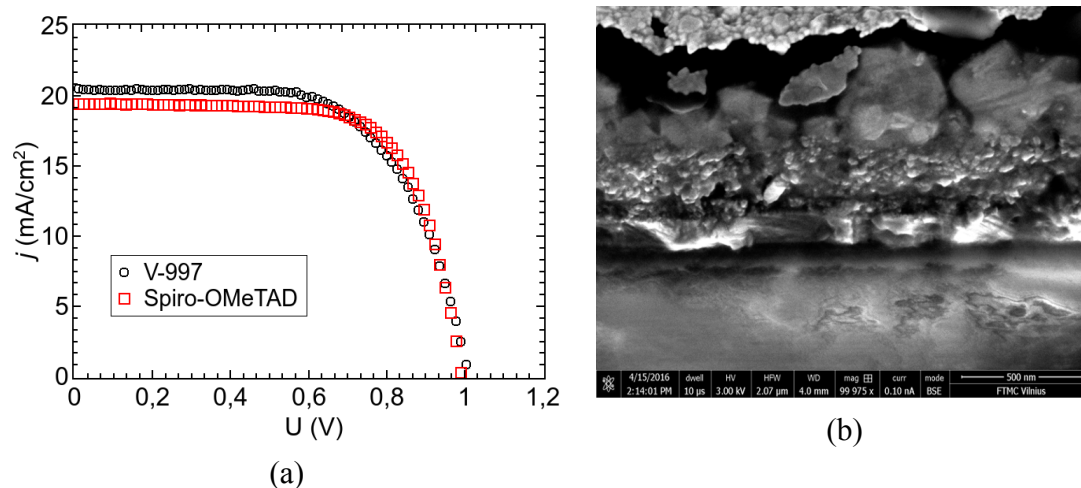 25
20
15
10
5
0
j (mA/cm²)
V-997
Spiro-OMeTAD
0 0,2 0,4 0,6 0,8 1 1,2
U (V)
(a)
4/15/2016 dwell HV HFW WD mag curr mode 500 nm
2:14:01 PM 10 µs 3.00 kV 2.07 µm 4.0 mm 99 975 x 0.10 nA BSE FTMC Vilnius
(b)